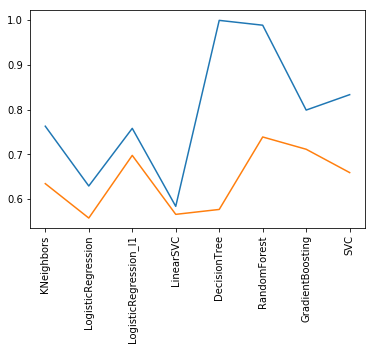 1.0
0.9
0.8
0.7
0.6
KNeighbors
LogisticRegression
LogisticRegression_l1
LinearSVC
DecisionTree
RandomForest
GradientBoosting
SVC